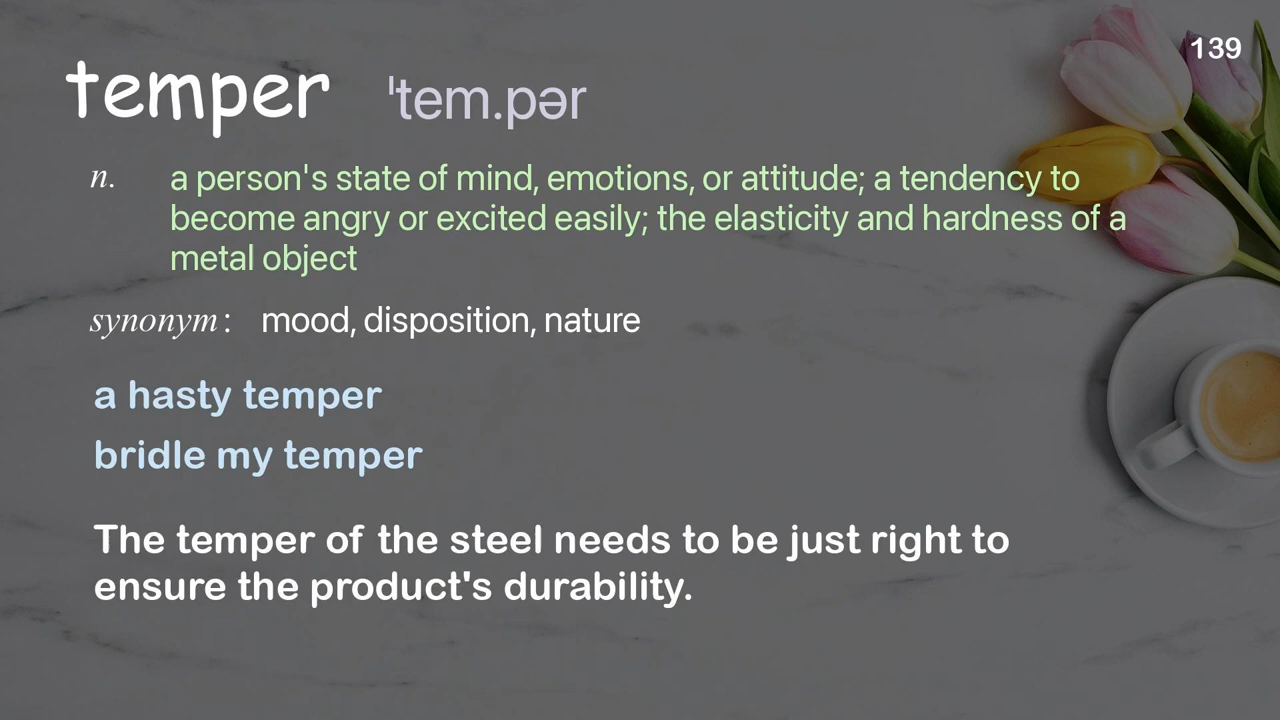 139
temper ˈtem.pər
n. a person's state of mind, emotions, or attitude; a tendency to
become angry or excited easily; the elasticity and hardness of a
metal object
synonym: mood, disposition, nature
a hasty temper
bridle my temper
The temper of the steel needs to be just right to
ensure the product's durability.